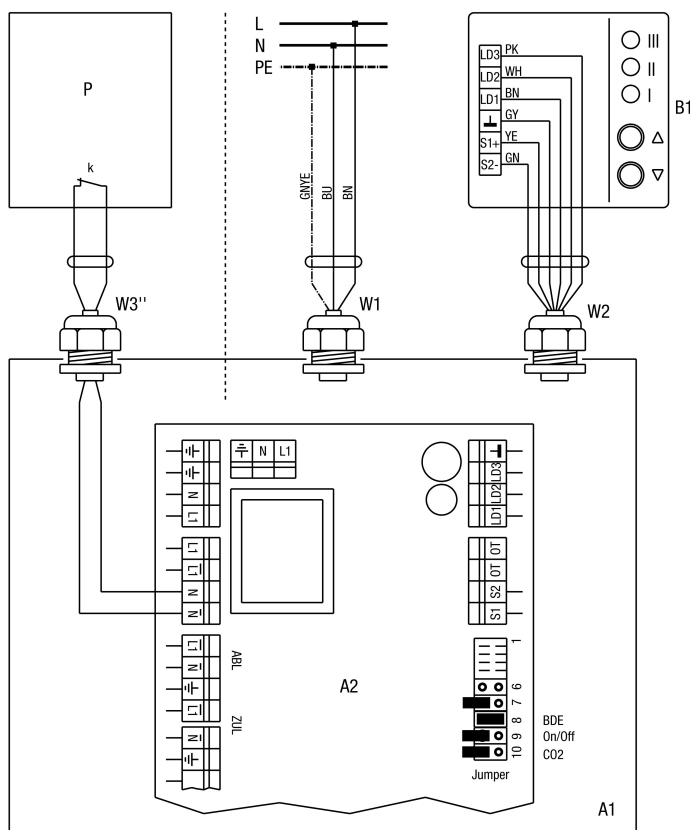 P
k
W3''
L
N
PE
GNYE
BU
BN
W1
LD3
LD2
LD1
S1+
S2-
PK
WH
BN
GY
YE
GN
III
II
I
△
▽
B1
W2
N
L1
N
L1
L1
L1
N
N
L1
N
L1
N
ABL
ZUL
A2
LD3
LD2
LD1
OT
OT
S2
S1
1
6
7
8
9
10
BDE
On/Off
CO2
Jumper
A1